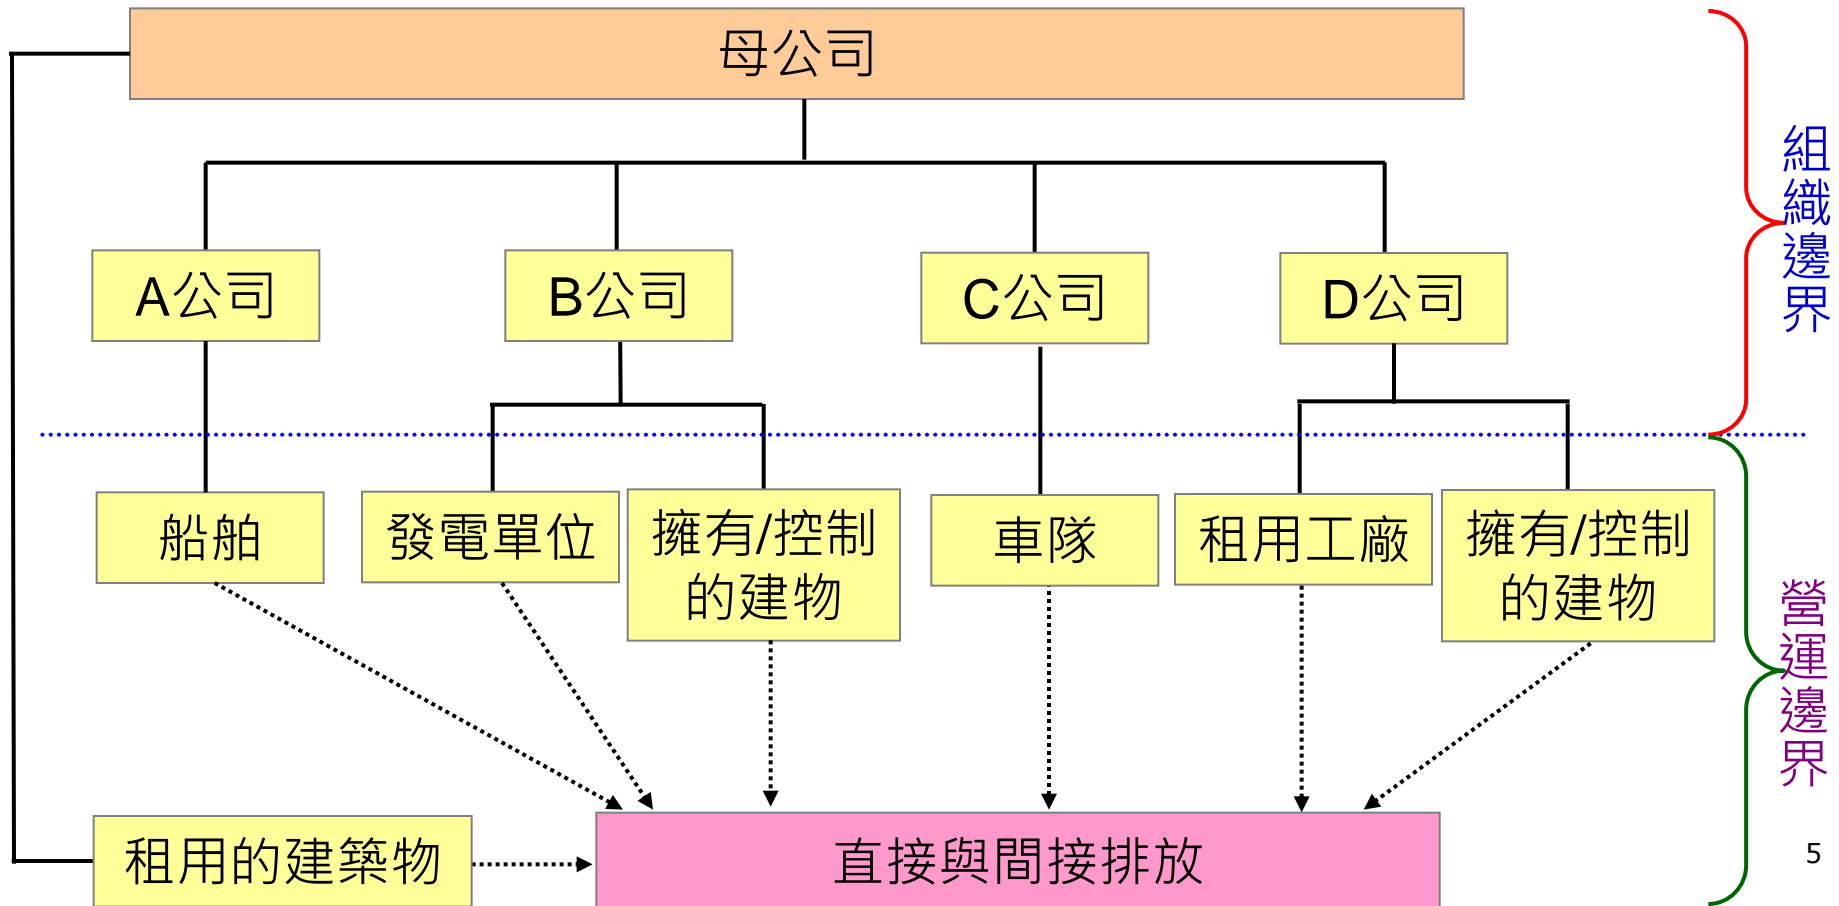 母公司
組織邊界
A公司
B公司
C公司
D公司
船舶
發電單位
擁有/控制
的建物
車隊
租用工廠
擁有/控制
的建物
營運邊界
租用的建築物
直接與間接排放
5